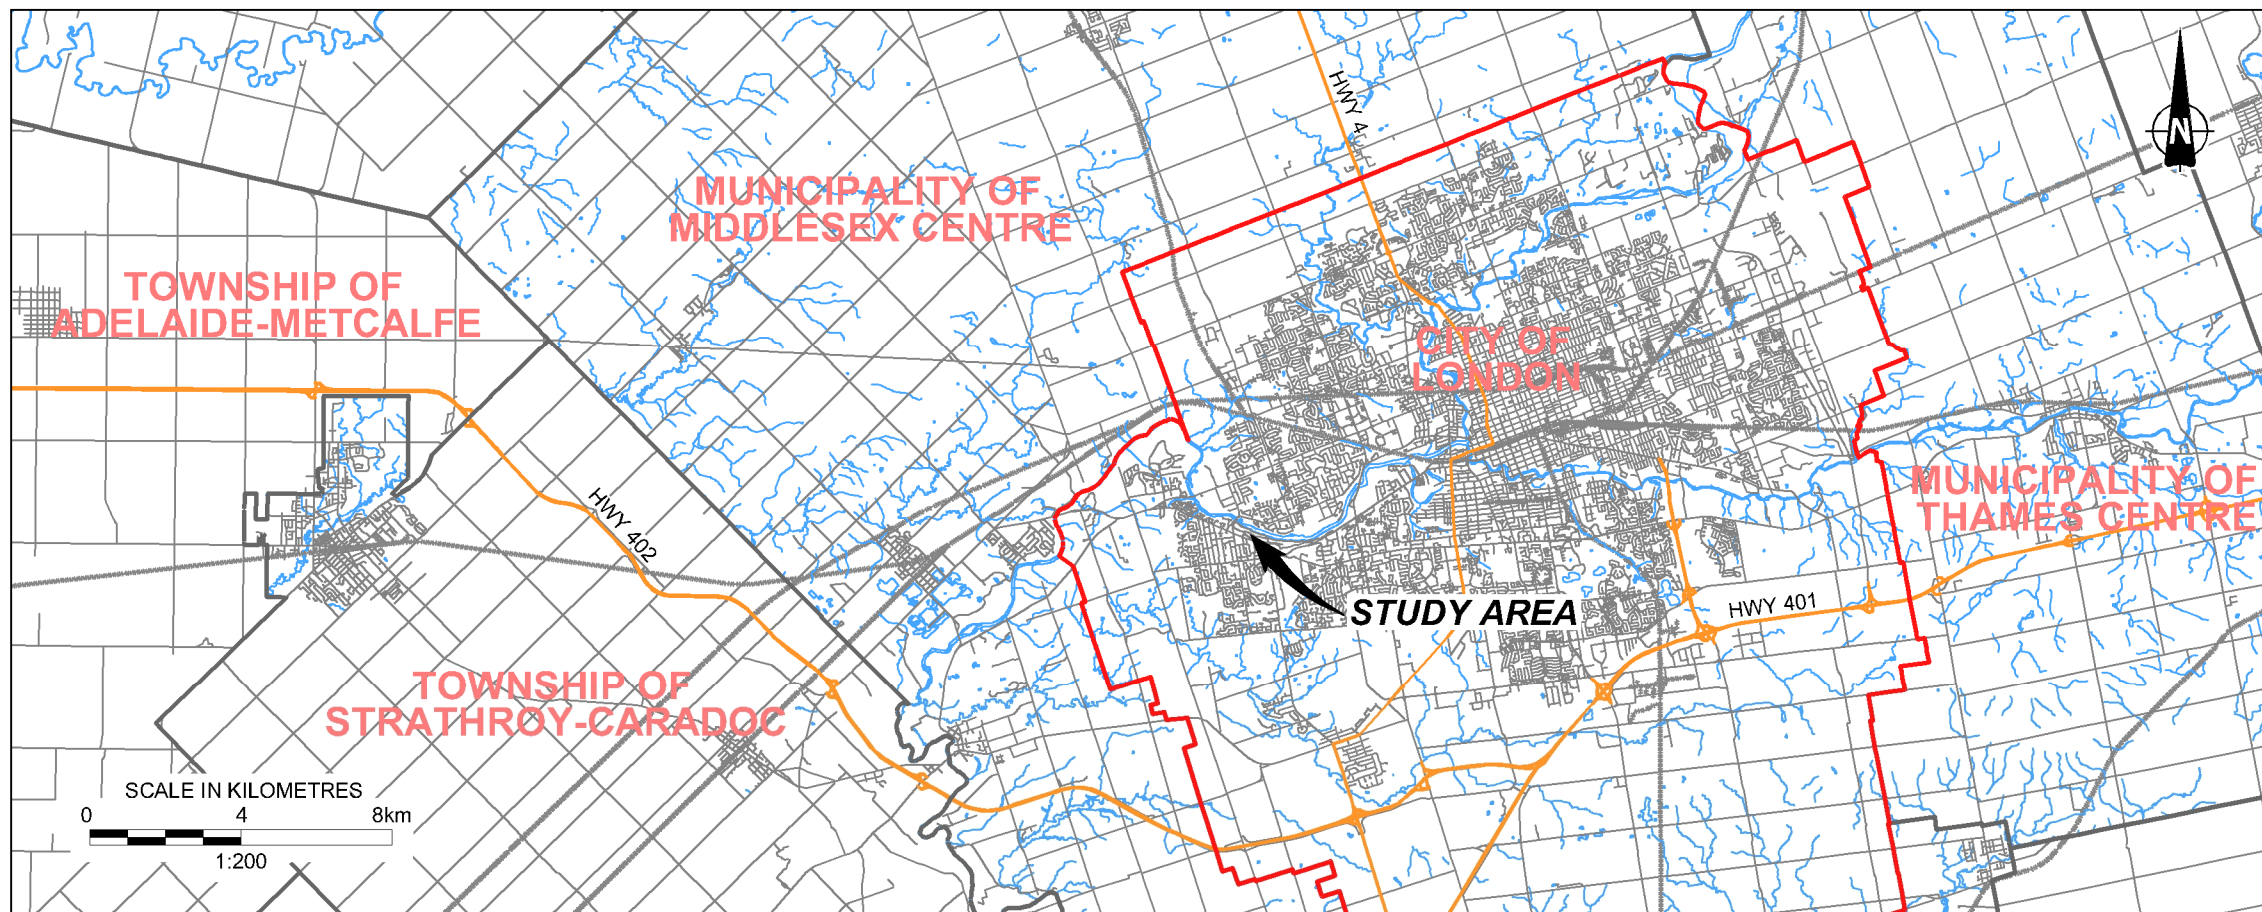 HWY 4
N
MUNICIPALITY OF
MIDDLESEX CENTRE
TOWNSHIP OF
ADELAIDE-METCALFE
CITY OF
LONDON
MUNICIPALITY OF
THAMES CENTRE
HWY 402
STUDY AREA
HWY 401
TOWNSHIP OF
STRATHROY-CARADOC
SCALE IN KILOMETRES
0 4 8km
1:200